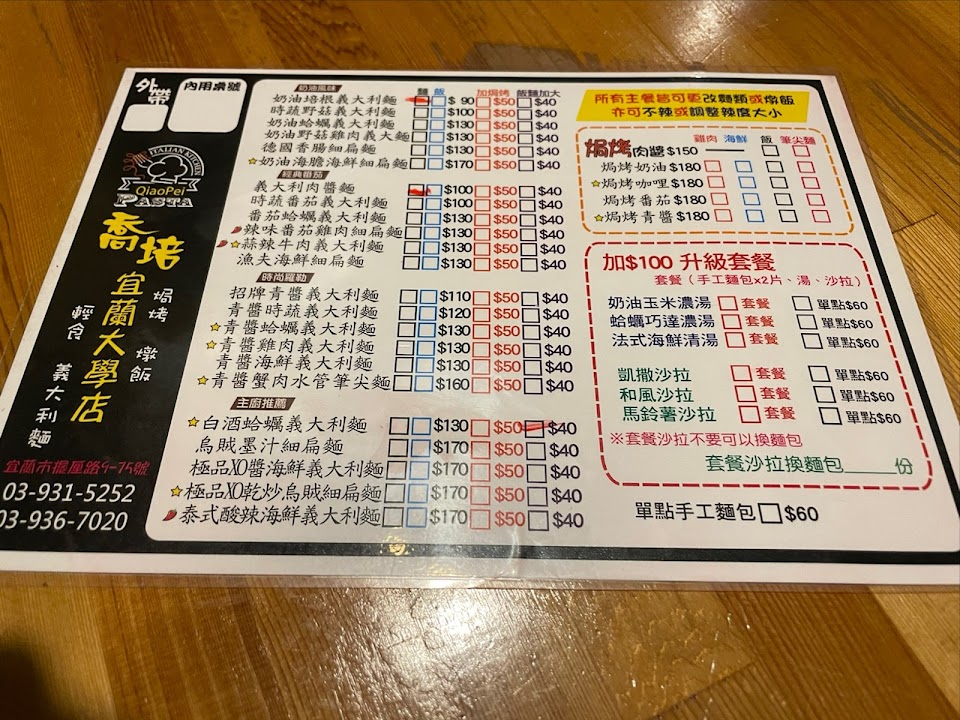 外帶
內用桌號
ITALIAN KITCHEN
QiaoPei
PASTA
喬培
宜蘭大學店
焗烤 燉飯
輕食 義大利麵
03-931-5252
03-936-7020
奶油風味 麵 飯 加焗烤 飯麵加大
奶油培根義大利麵 $90 $50 $40
時蔬野菇義大利麵 $100 $50 $40
奶油蛤蠣義大利麵 $130 $50 $40
奶油野菇雞肉義大麵 $130 $50 $40
德國香腸細扁麵 $130 $50 $40
奶油海膽海鮮細扁麵 $170 $50 $40
經典番茄
義大利肉醬麵 $100 $50 $40
時蔬番茄義大利麵 $100 $50 $40
番茄蛤蠣義大利麵 $130 $50 $40
辣味番茄雞肉細扁麵 $130 $50 $40
蒜辣牛肉義大利麵 $130 $50 $40
漁夫海鮮細扁麵 $130 $50 $40
時尚羅勒
招牌青醬義大利麵 $110 $50 $40
青醬時蔬義大利麵 $120 $50 $40
青醬蛤蠣義大利麵 $130 $50 $40
青醬雞肉義大利麵 $130 $50 $40
青醬海鮮義大利麵 $130 $50 $40
青醬蟹肉水管筆尖麵 $160 $50 $40
主廚推薦
白酒蛤蠣義大利麵 $130 $50 $40
烏賊墨汁細扁麵 $170 $50 $40
極品XO醬海鮮義大利麵 $170 $50 $40
極品XO乾炒烏賊細扁麵 $170 $50 $40
泰式酸辣海鮮義大利麵 $170 $50 $40
所有主餐皆可更改麵類或燉飯
亦可不辣或調整辣度大小
雞肉 海鮮 飯 筆尖麵
焗烤肉醬 $150
焗烤奶油 $180
焗烤咖哩 $180
焗烤番茄 $180
焗烤青醬 $180
加$100 升級套餐
套餐（手工麵包x2片、湯、沙拉）
奶油玉米濃湯 套餐 單點$60
蛤蠣巧達濃湯 套餐 單點$60
法式海鮮清湯 套餐 單點$60
凱撒沙拉 套餐 單點$60
和風沙拉 套餐 單點$60
馬鈴薯沙拉 套餐 單點$60
※套餐沙拉不要可以換麵包
套餐沙拉換麵包______份
單點手工麵包 $60